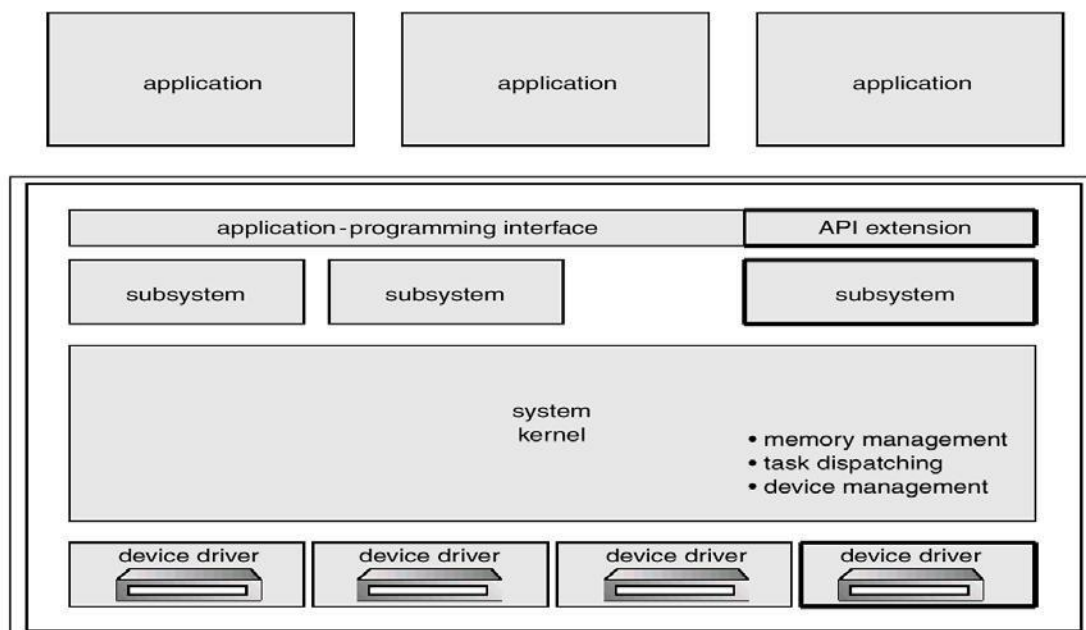 application
application
application
application-programming interface
API extension
subsystem
subsystem
subsystem
system
kernel
• memory management
• task dispatching
• device management
device driver
device driver
device driver
device driver